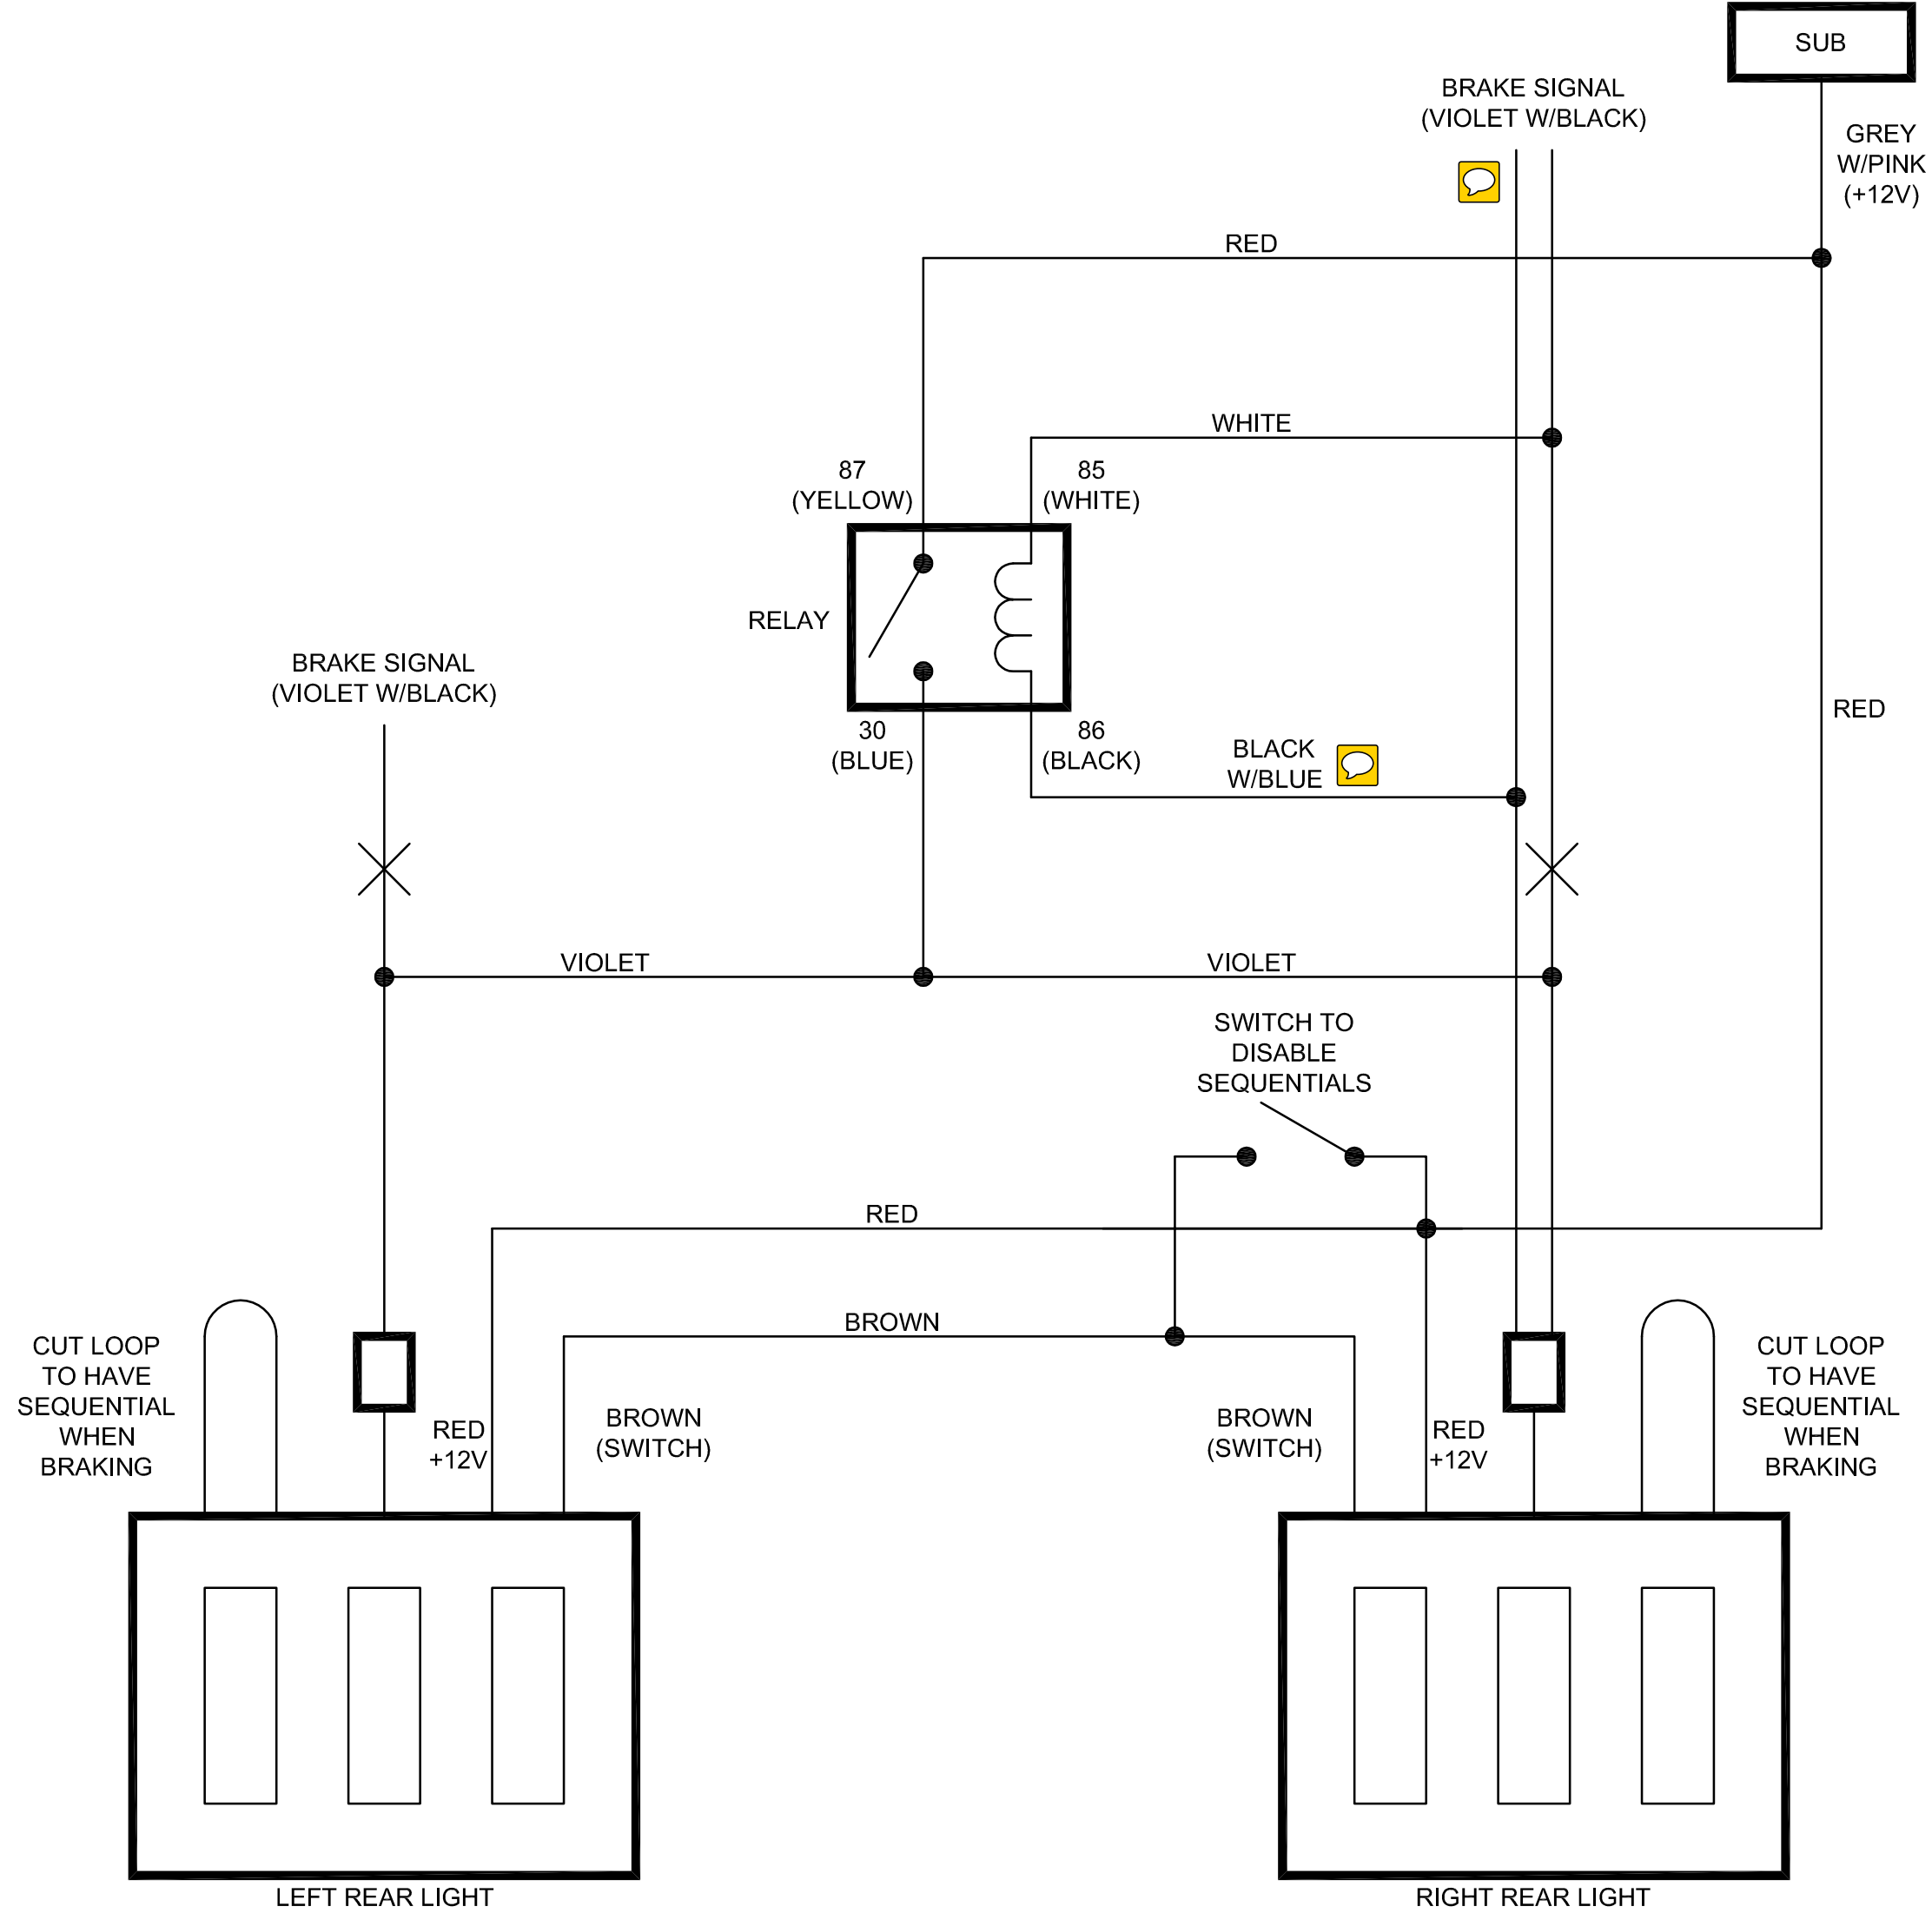 SUB
BRAKE SIGNAL
(VIOLET W/BLACK)
GREY
W/PINK
(+12V)
RED
WHITE
87
(YELLOW)
85
(WHITE)
RELAY
BRAKE SIGNAL
(VIOLET W/BLACK)
30
(BLUE)
86
(BLACK)
BLACK
W/BLUE
RED
VIOLET
VIOLET
SWITCH TO
DISABLE
SEQUENTIALS
RED
BROWN
CUT LOOP
TO HAVE
SEQUENTIAL
WHEN
BRAKING
RED
+12V
BROWN
(SWITCH)
BROWN
(SWITCH)
RED
+12V
CUT LOOP
TO HAVE
SEQUENTIAL
WHEN
BRAKING
LEFT REAR LIGHT
RIGHT REAR LIGHT